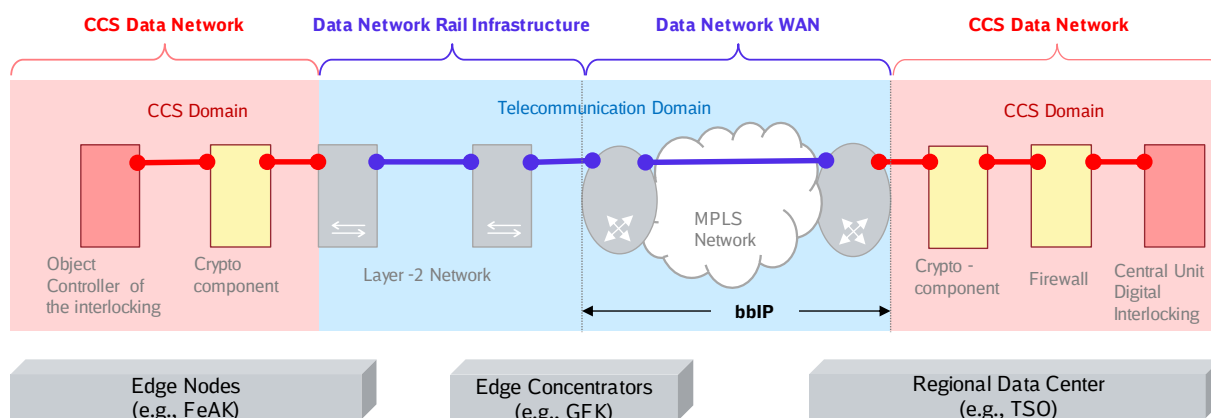 CCS Data Network
Data Network Rail Infrastructure
Data Network WAN
CCS Data Network
CCS Domain
Telecommunication Domain
CCS Domain
MPLS
Network
Object
Controller of
the interlocking
Crypto
component
Layer -2 Network
Crypto -
component
Firewall
Central Unit
Digital
Interlocking
bbIP
Edge Nodes
(e.g., FeAK)
Edge Concentrators
(e.g., GFK)
Regional Data Center
(e.g., TSO)